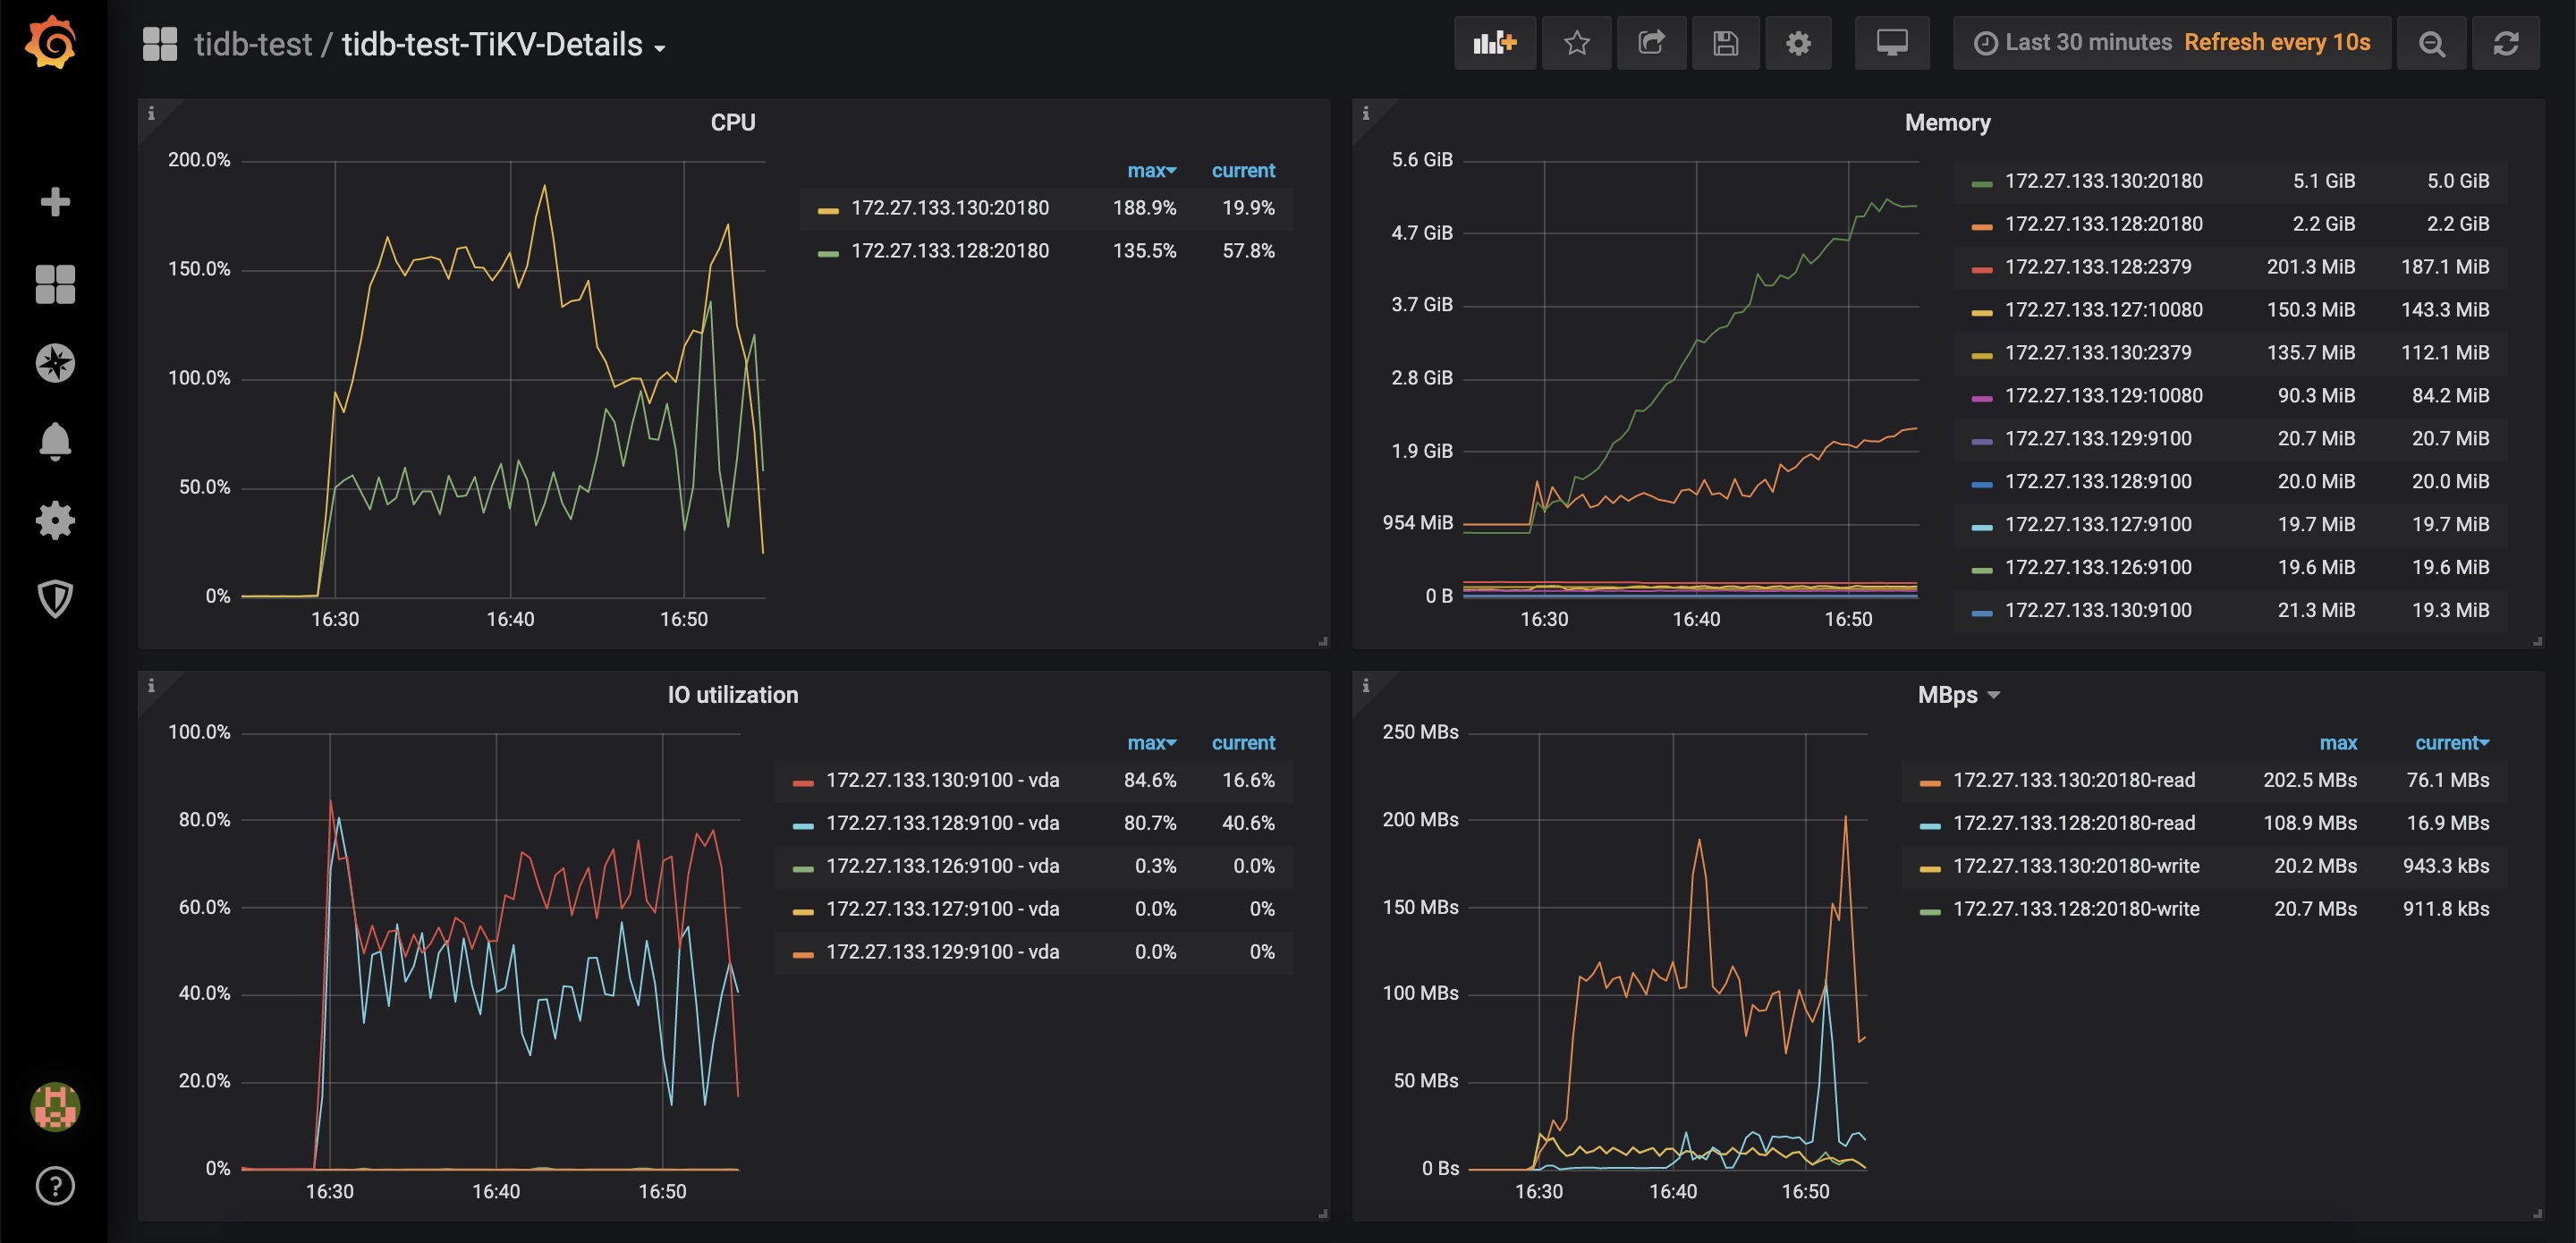 tidb-test / tidb-test-TiKV-Details
Last 30 minutes Refresh every 10s
CPU
200.0%
150.0%
100.0%
50.0%
0%
16:30 16:40 16:50
max current
172.27.133.130:20180 188.9% 19.9%
172.27.133.128:20180 135.5% 57.8%
Memory
5.6 GiB
4.7 GiB
3.7 GiB
2.8 GiB
1.9 GiB
954 MiB
0 B
16:30 16:40 16:50
172.27.133.130:20180 5.1 GiB 5.0 GiB
172.27.133.128:20180 2.2 GiB 2.2 GiB
172.27.133.128:2379 201.3 MiB 187.1 MiB
172.27.133.127:10080 150.3 MiB 143.3 MiB
172.27.133.130:2379 135.7 MiB 112.1 MiB
172.27.133.129:10080 90.3 MiB 84.2 MiB
172.27.133.129:9100 20.7 MiB 20.7 MiB
172.27.133.128:9100 20.0 MiB 20.0 MiB
172.27.133.127:9100 19.7 MiB 19.7 MiB
172.27.133.126:9100 19.6 MiB 19.6 MiB
172.27.133.130:9100 21.3 MiB 19.3 MiB
IO utilization
100.0%
80.0%
60.0%
40.0%
20.0%
0%
16:30 16:40 16:50
max current
172.27.133.130:9100 - vda 84.6% 16.6%
172.27.133.128:9100 - vda 80.7% 40.6%
172.27.133.126:9100 - vda 0.3% 0.0%
172.27.133.127:9100 - vda 0.0% 0%
172.27.133.129:9100 - vda 0.0% 0%
MBps
250 MBs
200 MBs
150 MBs
100 MBs
50 MBs
0 Bs
16:30 16:40 16:50
max current
172.27.133.130:20180-read 202.5 MBs 76.1 MBs
172.27.133.128:20180-read 108.9 MBs 16.9 MBs
172.27.133.130:20180-write 20.2 MBs 943.3 kBs
172.27.133.128:20180-write 20.7 MBs 911.8 kBs